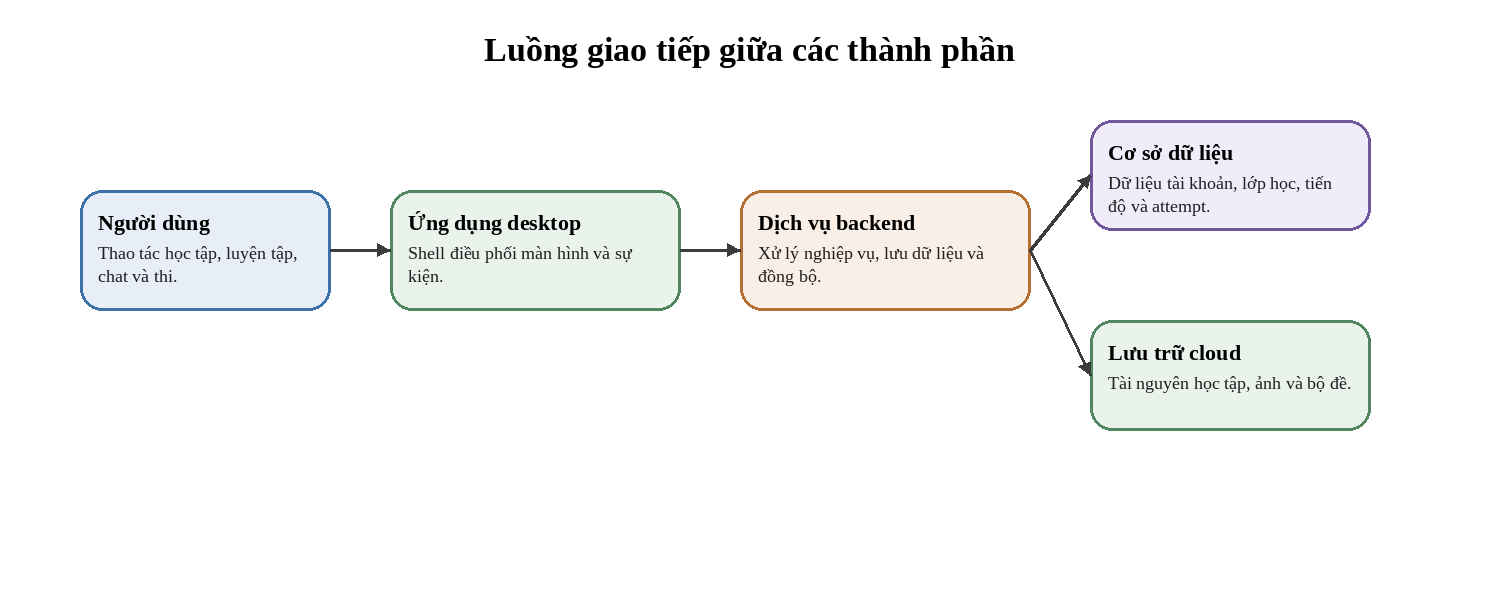 Luồng giao tiếp giữa các thành phần
Người dùng
Thao tác học tập, luyện tập,
chat và thi.
Ứng dụng desktop
Shell điều phối màn hình và sự
kiện.
Dịch vụ backend
Xử lý nghiệp vụ, lưu dữ liệu và
đồng bộ.
Cơ sở dữ liệu
Dữ liệu tài khoản, lớp học, tiến
độ và attempt.
Lưu trữ cloud
Tài nguyên học tập, ảnh và bộ đề.